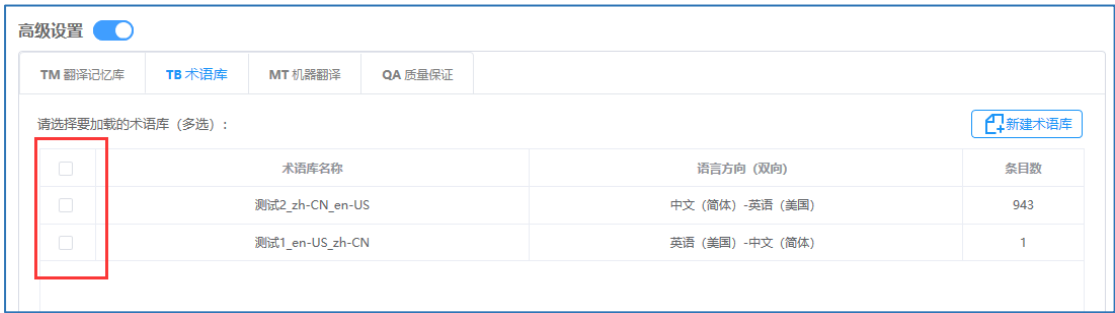 高级设置
TM 翻译记忆库 TB 术语库 MT 机器翻译 QA 质量保证
请选择要加载的术语库（多选）： 新建术语库
术语库名称 语言方向（双向） 条目数
测试2_zh-CN_en-US 中文（简体）-英语（美国） 943
测试1_en-US_zh-CN 英语（美国）-中文（简体） 1